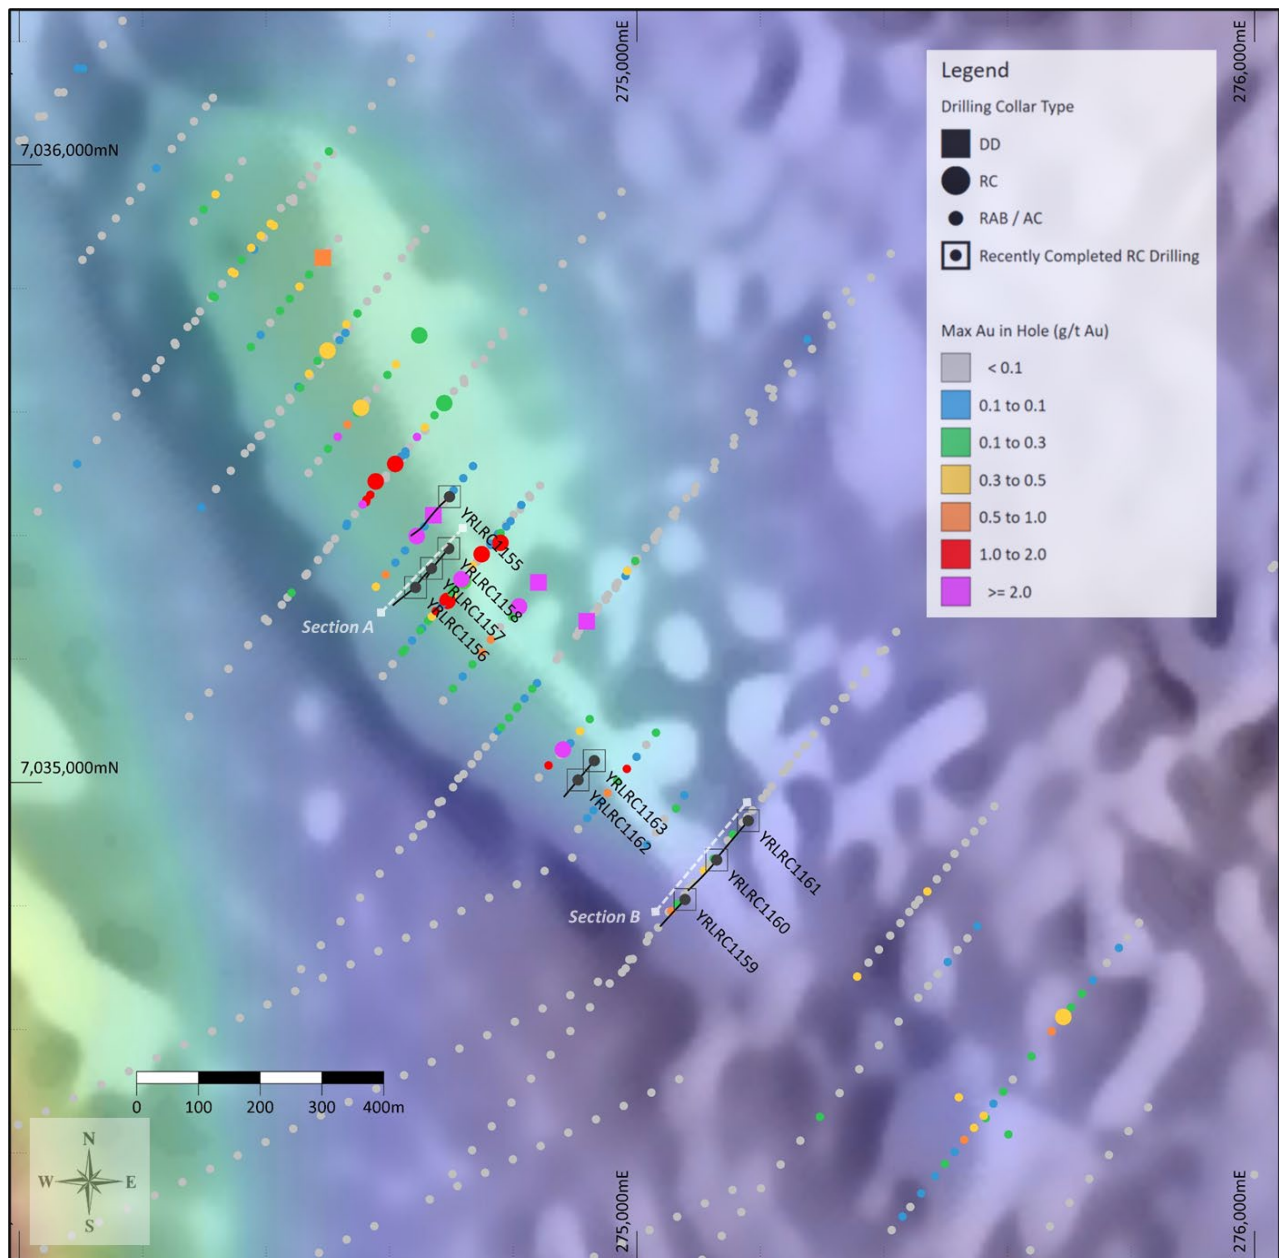 275,000mE
276,000mE
7,036,000mN
Legend
Drilling Collar Type
DD
RC
RAB / AC
Recently Completed RC Drilling
Max Au in Hole (g/t Au)
< 0.1
0.1 to 0.1
0.1 to 0.3
0.3 to 0.5
0.5 to 1.0
1.0 to 2.0
>= 2.0
YRLRC1155
YRLRC1158
YRLRC1157
YRLRC1156
Section A
7,035,000mN
YRLRC1163
YRLRC1162
YRLRC1161
YRLRC1160
YRLRC1159
Section B
0 100 200 300 400m
N
W E
S
275,000mE
276,000mE